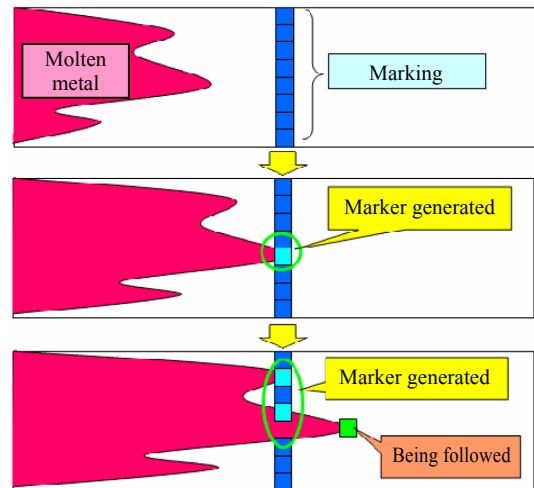 Molten
metal
Marking
Marker generated
Marker generated
Being followed